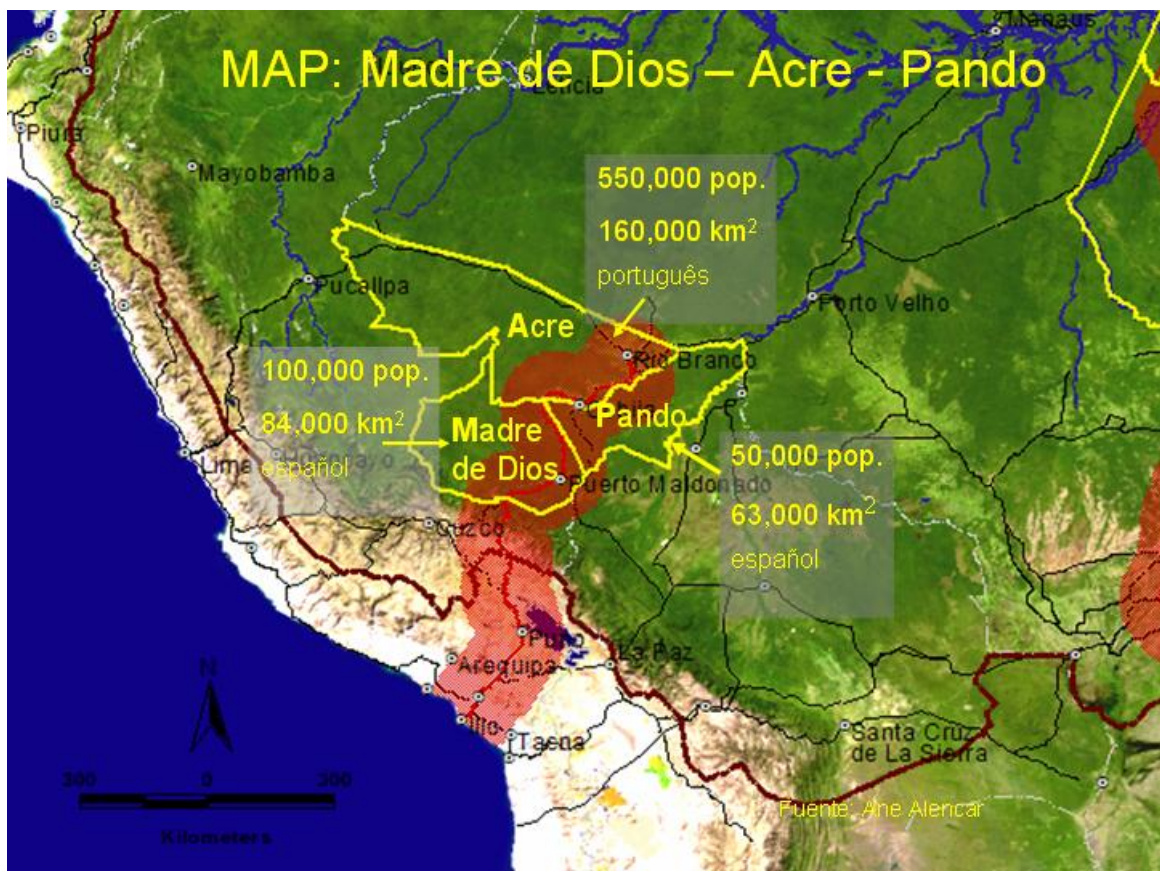 Manaus
MAP: Madre de Dios – Acre - Pando
Leticia
Piura
Mayobamba
550,000 pop.
160,000 km²
português
Pucallpa
Porto Velho
Acre
Rio Branco
100,000 pop.
84,000 km²
español
Pando
Madre
de Dios
Lima
Puerto Maldonado
50,000 pop.
63,000 km²
español
Cuzco
Puno
La Paz
Arequipa
N
Ilo
Tacna
Santa Cruz
de La Sierra
300 0 300
Kilometers
Fuente, Ane Alencar